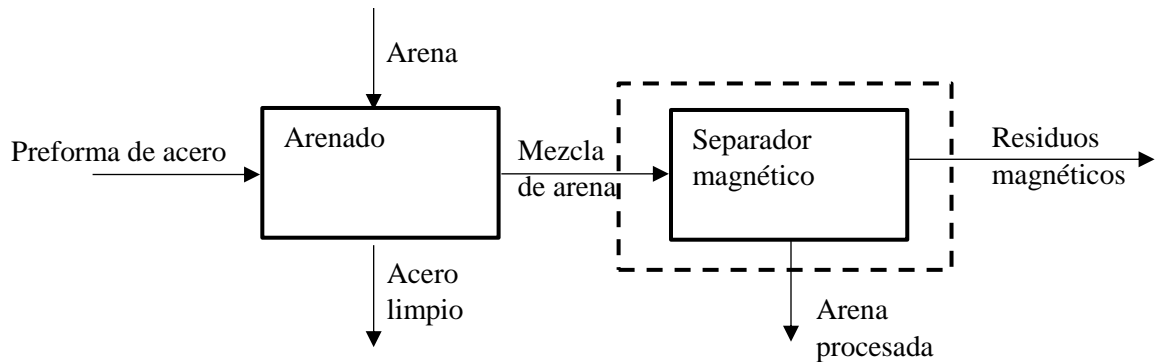 Arena
Preforma de acero
Arenado
Mezcla
de arena
Separador
magnético
Residuos
magnéticos
Acero
limpio
Arena
procesada